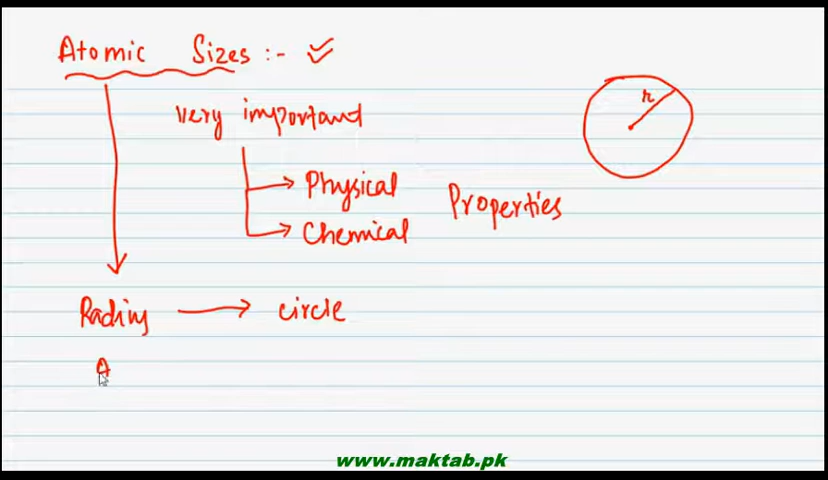 Atomic Sizes :-
very important
Physical
Properties
Chemical
Radius → circle
A
r
www.maktab.pk